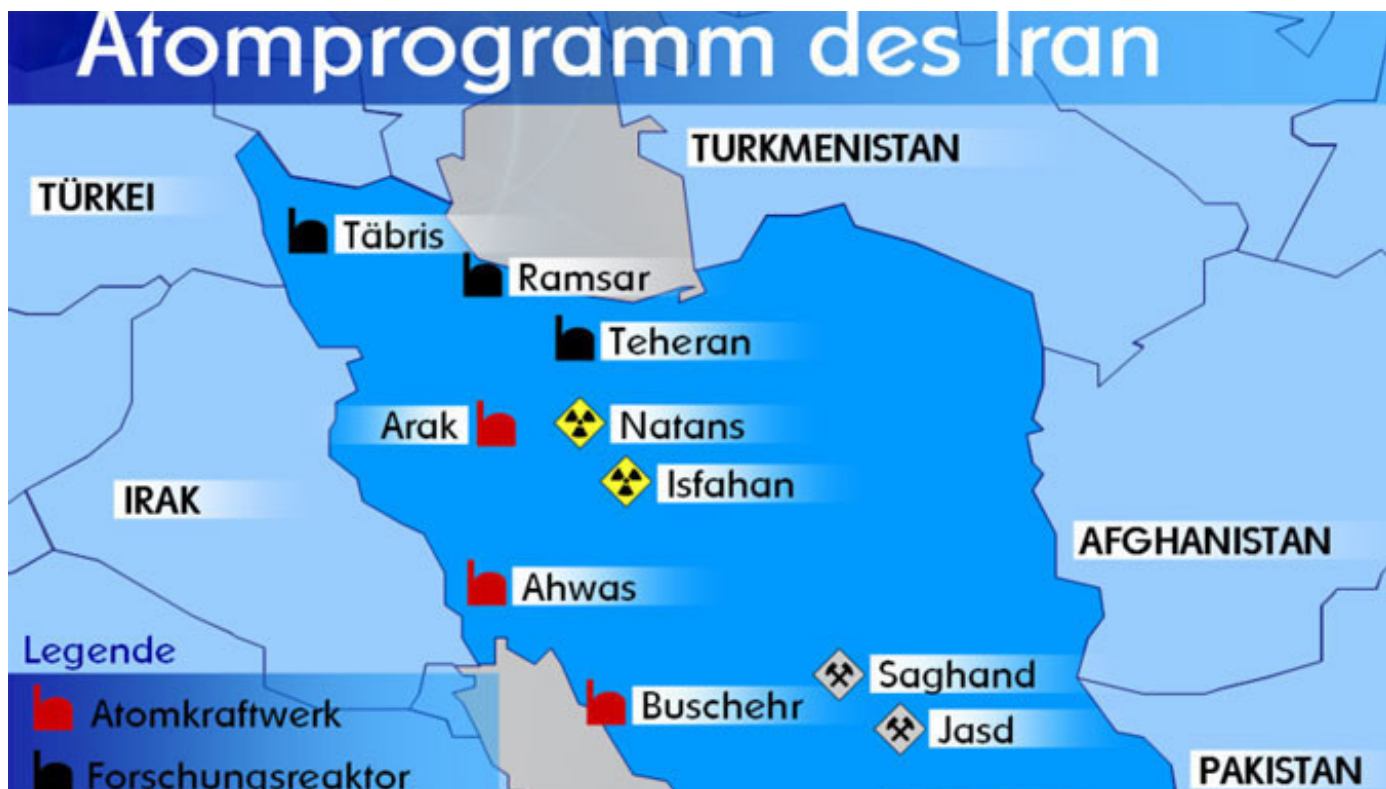 Atomprogramm des Iran
TURKMENISTAN
TÜRKEI
Täbris
Ramsar
Teheran
Arak
Natans
Isfahan
IRAK
AFGHANISTAN
Ahwas
Legende
Saghand
Atomkraftwerk
Buschehr
Jasd
Forschungsreaktor
PAKISTAN